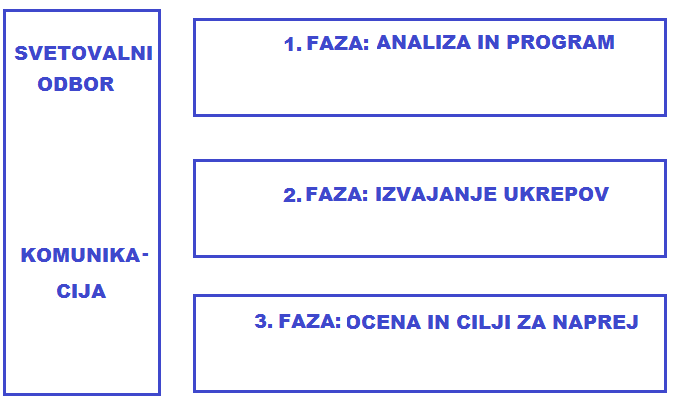 SVETOVALNI
ODBOR
KOMUNIKA-
CIJA
1. FAZA: ANALIZA IN PROGRAM
2. FAZA: IZVAJANJE UKREPOV
3. FAZA: OCENA IN CILJI ZA NAPREJ